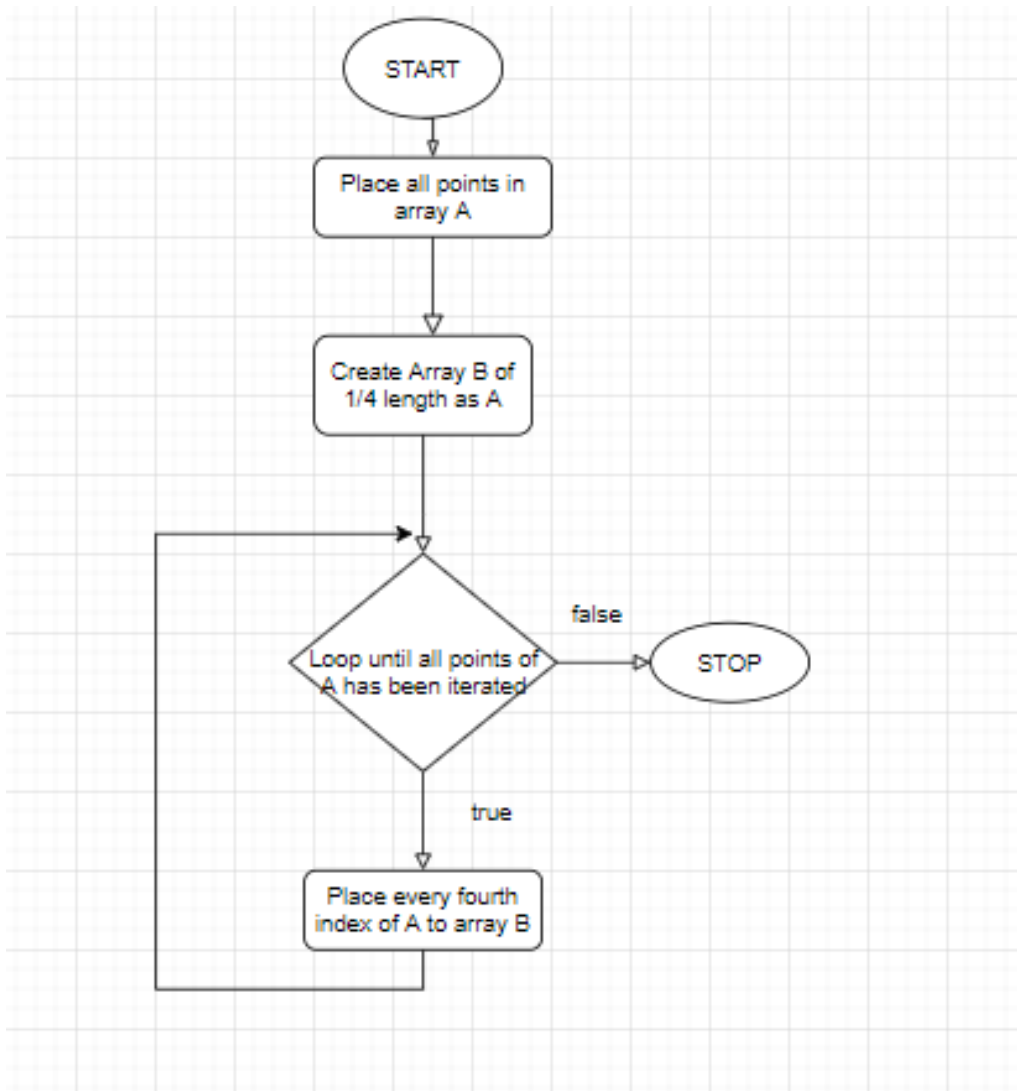 START
Place all points in
array A
Create Array B of
1/4 length as A
false
Loop until all points of
A has been iterated
STOP
true
Place every fourth
index of A to array B